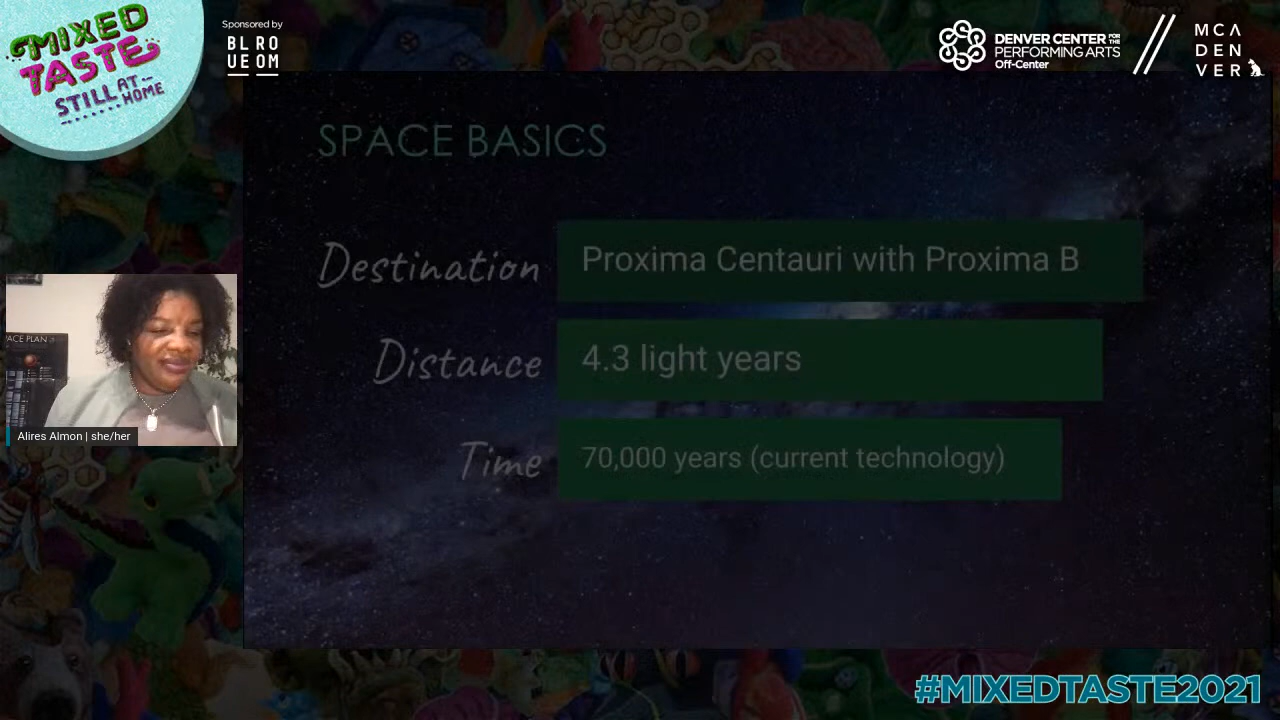 MIXED
TASTE
STILL AT
HOME
Sponsored by
BL RO
UE OM
DENVER CENTER FOR THE
PERFORMING ARTS
Off-Center
MCA
DEN
VER
SPACE BASICS
Destination
Proxima Centauri with Proxima B
Distance
4.3 light years
Time
70,000 years (current technology)
ACE PLAN
Alires Almon | she/her
#MIXEDTASTE2021